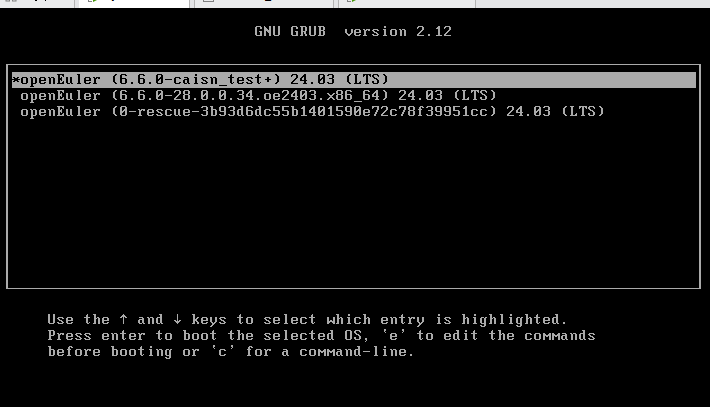 GNU GRUB  version 2.12
*openEuler (6.6.0-caisn_test+) 24.03 (LTS)
openEuler (6.6.0-28.0.0.34.oe2403.x86_64) 24.03 (LTS)
openEuler (0-rescue-3b93d6dc55b1401590e72c78f39951cc) 24.03 (LTS)
Use the ↑ and ↓ keys to select which entry is highlighted.
Press enter to boot the selected OS, `e' to edit the commands
before booting or `c' for a command-line.